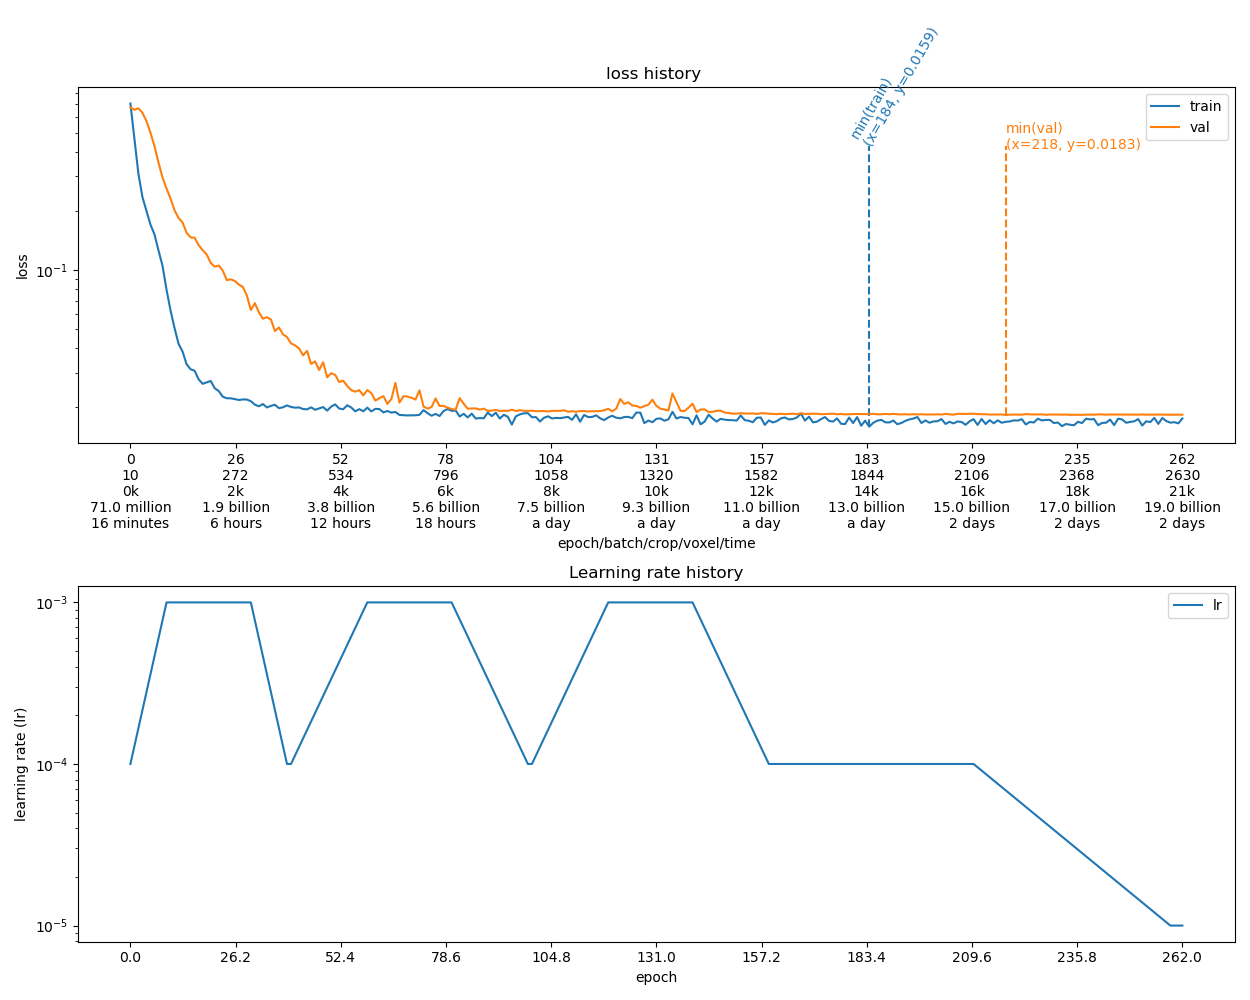 loss history
min(train)
(x=184, y=0.0159)
min(val)
(x=218, y=0.0183)
train
val
loss
10⁻¹
0 26 52 78 104 131 157 183 209 235 262
10 272 534 796 1058 1320 1582 1844 2106 2368 2630
0k 2k 4k 6k 8k 10k 12k 14k 16k 18k 21k
71.0 million 1.9 billion 3.8 billion 5.6 billion 7.5 billion 9.3 billion 11.0 billion 13.0 billion 15.0 billion 17.0 billion 19.0 billion
16 minutes 6 hours 12 hours 18 hours a day a day a day a day 2 days 2 days 2 days
epoch/batch/crop/voxel/time
Learning rate history
lr
learning rate (lr)
10⁻³
10⁻⁴
10⁻⁵
0.0 26.2 52.4 78.6 104.8 131.0 157.2 183.4 209.6 235.8 262.0
epoch